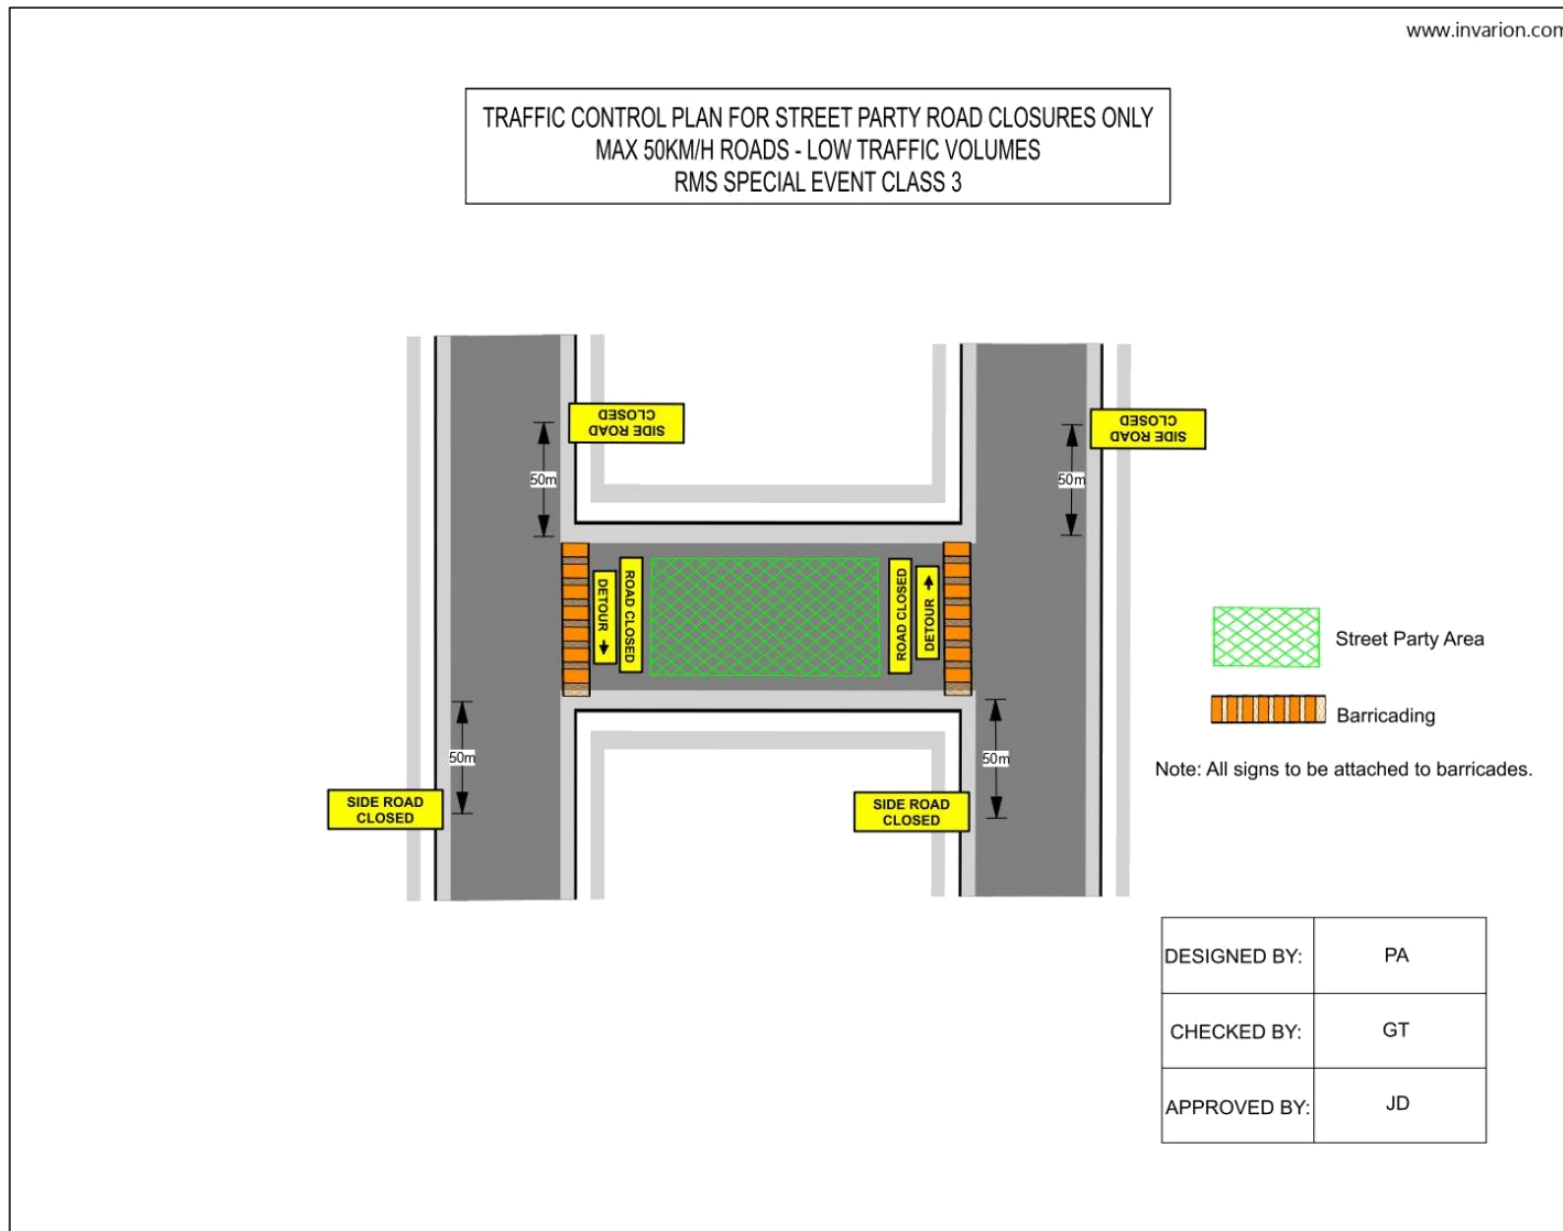 www.invarion.com
TRAFFIC CONTROL PLAN FOR STREET PARTY ROAD CLOSURES ONLY
MAX 50KM/H ROADS - LOW TRAFFIC VOLUMES
RMS SPECIAL EVENT CLASS 3
SIDE ROAD
CLOSED
SIDE ROAD
CLOSED
50m
50m
DETOUR
ROAD CLOSED
ROAD CLOSED
DETOUR
Street Party Area
Barricading
50m
50m
Note: All signs to be attached to barricades.
SIDE ROAD
CLOSED
SIDE ROAD
CLOSED
DESIGNED BY: PA
CHECKED BY: GT
APPROVED BY: JD